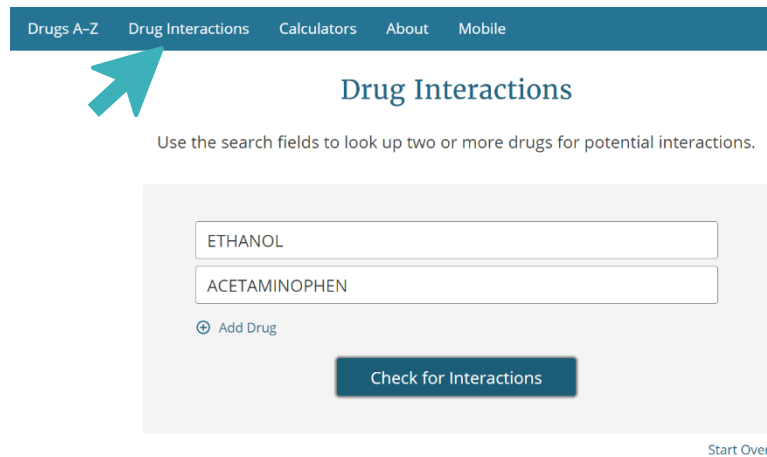 Drugs A–Z Drug Interactions Calculators About Mobile
Drug Interactions
Use the search fields to look up two or more drugs for potential interactions.
ETHANOL
ACETAMINOPHEN
Add Drug
Check for Interactions
Start Over